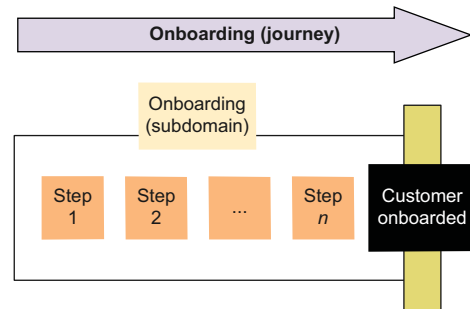 Onboarding (journey)
Onboarding
(subdomain)
Step
1
Step
2
...
Step
n
Customer
onboarded